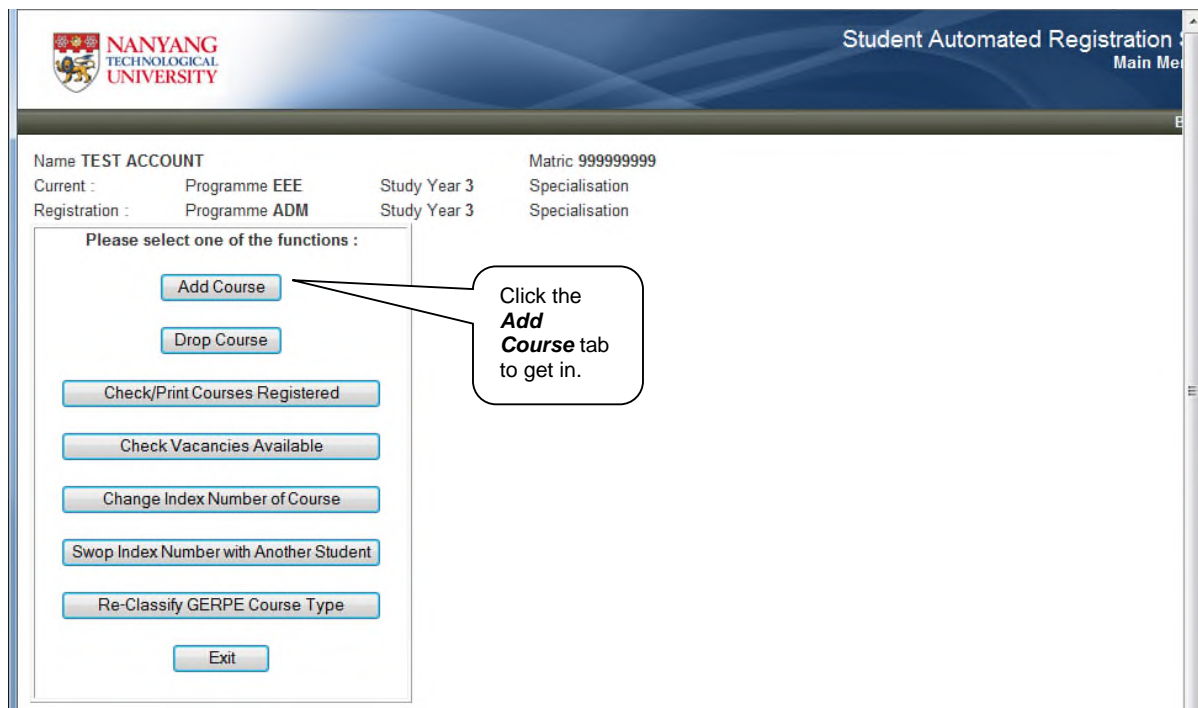 NANYANG
TECHNOLOGICAL
UNIVERSITY
Student Automated Registration
Main
Name TEST ACCOUNT Matric 999999999
Current : Programme EEE Study Year 3 Specialisation
Registration : Programme ADM Study Year 3 Specialisation
Please select one of the functions :
Add Course
Click the
Add
Course tab
to get in.
Drop Course
Check/Print Courses Registered
Check Vacancies Available
Change Index Number of Course
Swop Index Number with Another Student
Re-Classify GERPE Course Type
Exit